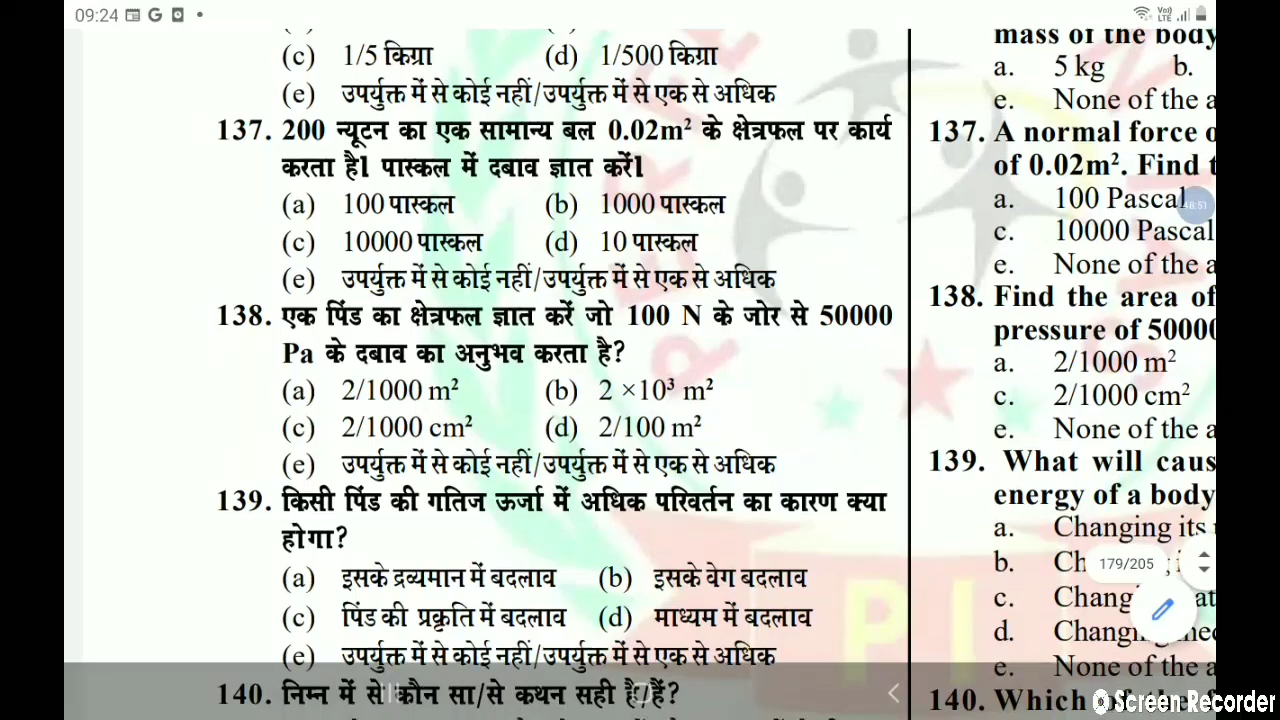 09:24
(c) 1/5 किग्रा (d) 1/500 किग्रा
(e) उपर्युक्त में से कोई नहीं/उपर्युक्त में से एक से अधिक
137. 200 न्यूटन का एक सामान्य बल 0.02m² के क्षेत्रफल पर कार्य
करता है। पास्कल में दबाव ज्ञात करें।
(a) 100 पास्कल (b) 1000 पास्कल
(c) 10000 पास्कल (d) 10 पास्कल
(e) उपर्युक्त में से कोई नहीं/उपर्युक्त में से एक से अधिक
138. एक पिंड का क्षेत्रफल ज्ञात करें जो 100 N के जोर से 50000
Pa के दबाव का अनुभव करता है?
(a) 2/1000 m² (b) 2 ×10³ m²
(c) 2/1000 cm² (d) 2/100 m²
(e) उपर्युक्त में से कोई नहीं/उपर्युक्त में से एक से अधिक
139. किसी पिंड की गतिज ऊर्जा में अधिक परिवर्तन का कारण क्या
होगा?
(a) इसके द्रव्यमान में बदलाव (b) इसके वेग बदलाव
(c) पिंड की प्रकृति में बदलाव (d) माध्यम में बदलाव
(e) उपर्युक्त में से कोई नहीं/उपर्युक्त में से एक से अधिक
140. निम्न में से कौन सा/से कथन सही है/हैं?
mass of the body
a. 5 kg b.
e. None of the a
137. A normal force o
of 0.02m². Find t
a. 100 Pascal
c. 10000 Pascal
e. None of the a
138. Find the area of
pressure of 50000
a. 2/1000 m²
c. 2/1000 cm²
e. None of the a
139. What will caus
energy of a body
a. Changing its
b. Ch
c. Chang
d. Changin
e. None of the a
140. Which of the f
48:51
179/205
Screen Recorder